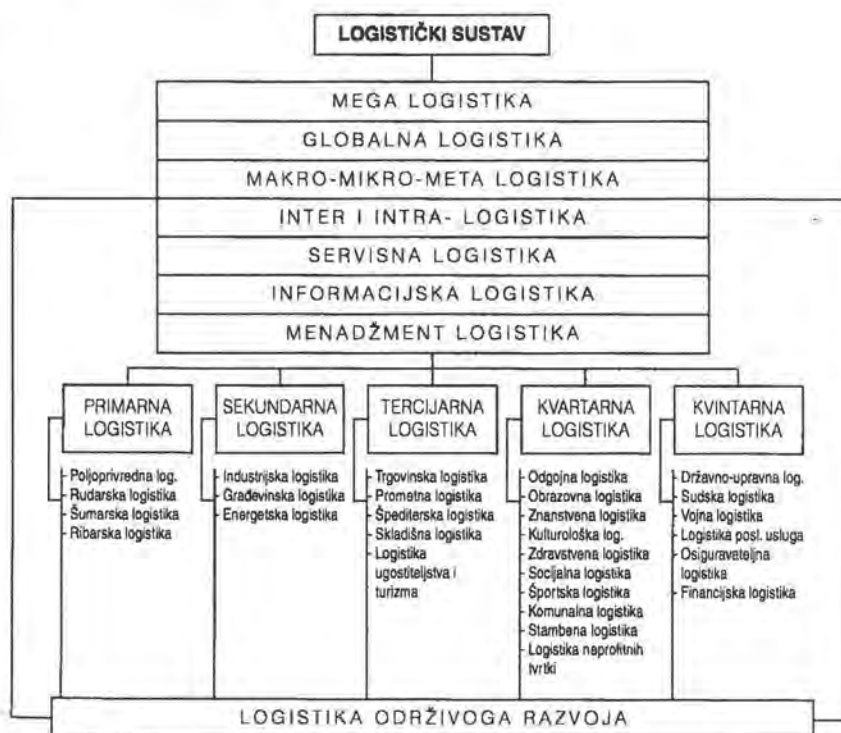 LOGISTIČKI SUSTAV
MEGA LOGISTIKA
GLOBALNA LOGISTIKA
MAKRO-MIKRO-META LOGISTIKA
INTER I INTRA- LOGISTIKA
SERVISNA LOGISTIKA
INFORMACIJSKA LOGISTIKA
MENADŽMENT LOGISTIKA
PRIMARNA
LOGISTIKA
- Poljoprivredna log.
- Rudarska logistika
- Šumarska logistika
- Ribarska logistika
SEKUNDARNA
LOGISTIKA
- Industrijska logistika
- Građevinska logistika
- Energetska logistika
TERCIJARNA
LOGISTIKA
- Trgovinska logistika
- Prometna logistika
- Špediterska logistika
- Skladišna logistika
- Logistika
ugostiteljstva i
turizma
KVARTARNA
LOGISTIKA
- Odgojna logistika
- Obrazovna logistika
- Znanstvena logistika
- Kulturološka log.
- Zdravstvena logistika
- Socijalna logistika
- Športska logistika
- Komunalna logistika
- Stambena logistika
- Logistika neprofitnih
tvrtki
KVINTARNA
LOGISTIKA
- Državno-upravna log.
- Sudska logistika
- Vojna logistika
- Logistika posl. usluga
- Osiguravateljna
logistika
- Financijska logistika
LOGISTIKA ODRŽIVOGA RAZVOJA